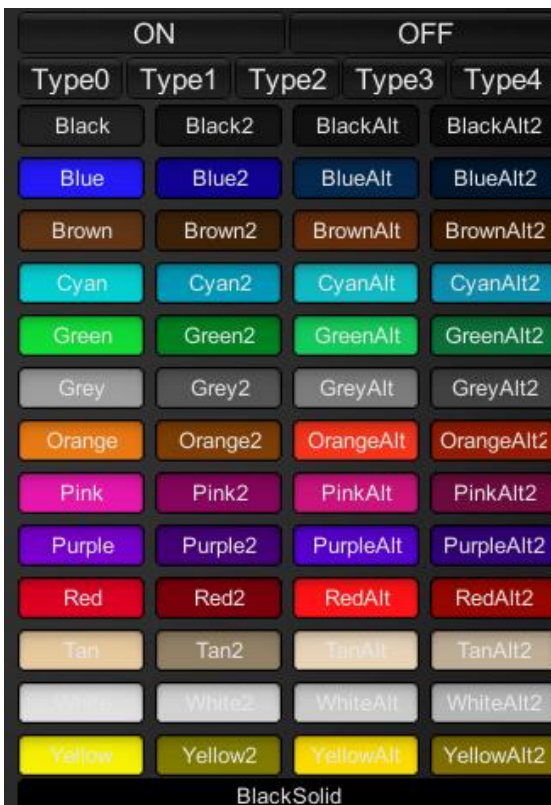 ON OFF
Type0 Type1 Type2 Type3 Type4
Black Black2 BlackAlt BlackAlt2
Blue Blue2 BlueAlt BlueAlt2
Brown Brown2 BrownAlt BrownAlt2
Cyan Cyan2 CyanAlt CyanAlt2
Green Green2 GreenAlt GreenAlt2
Grey Grey2 GreyAlt GreyAlt2
Orange Orange2 OrangeAlt OrangeAlt2
Pink Pink2 PinkAlt PinkAlt2
Purple Purple2 PurpleAlt PurpleAlt2
Red Red2 RedAlt RedAlt2
Tan Tan2 TanAlt TanAlt2
White White2 WhiteAlt WhiteAlt2
Yellow Yellow2 YellowAlt YellowAlt2
BlackSolid